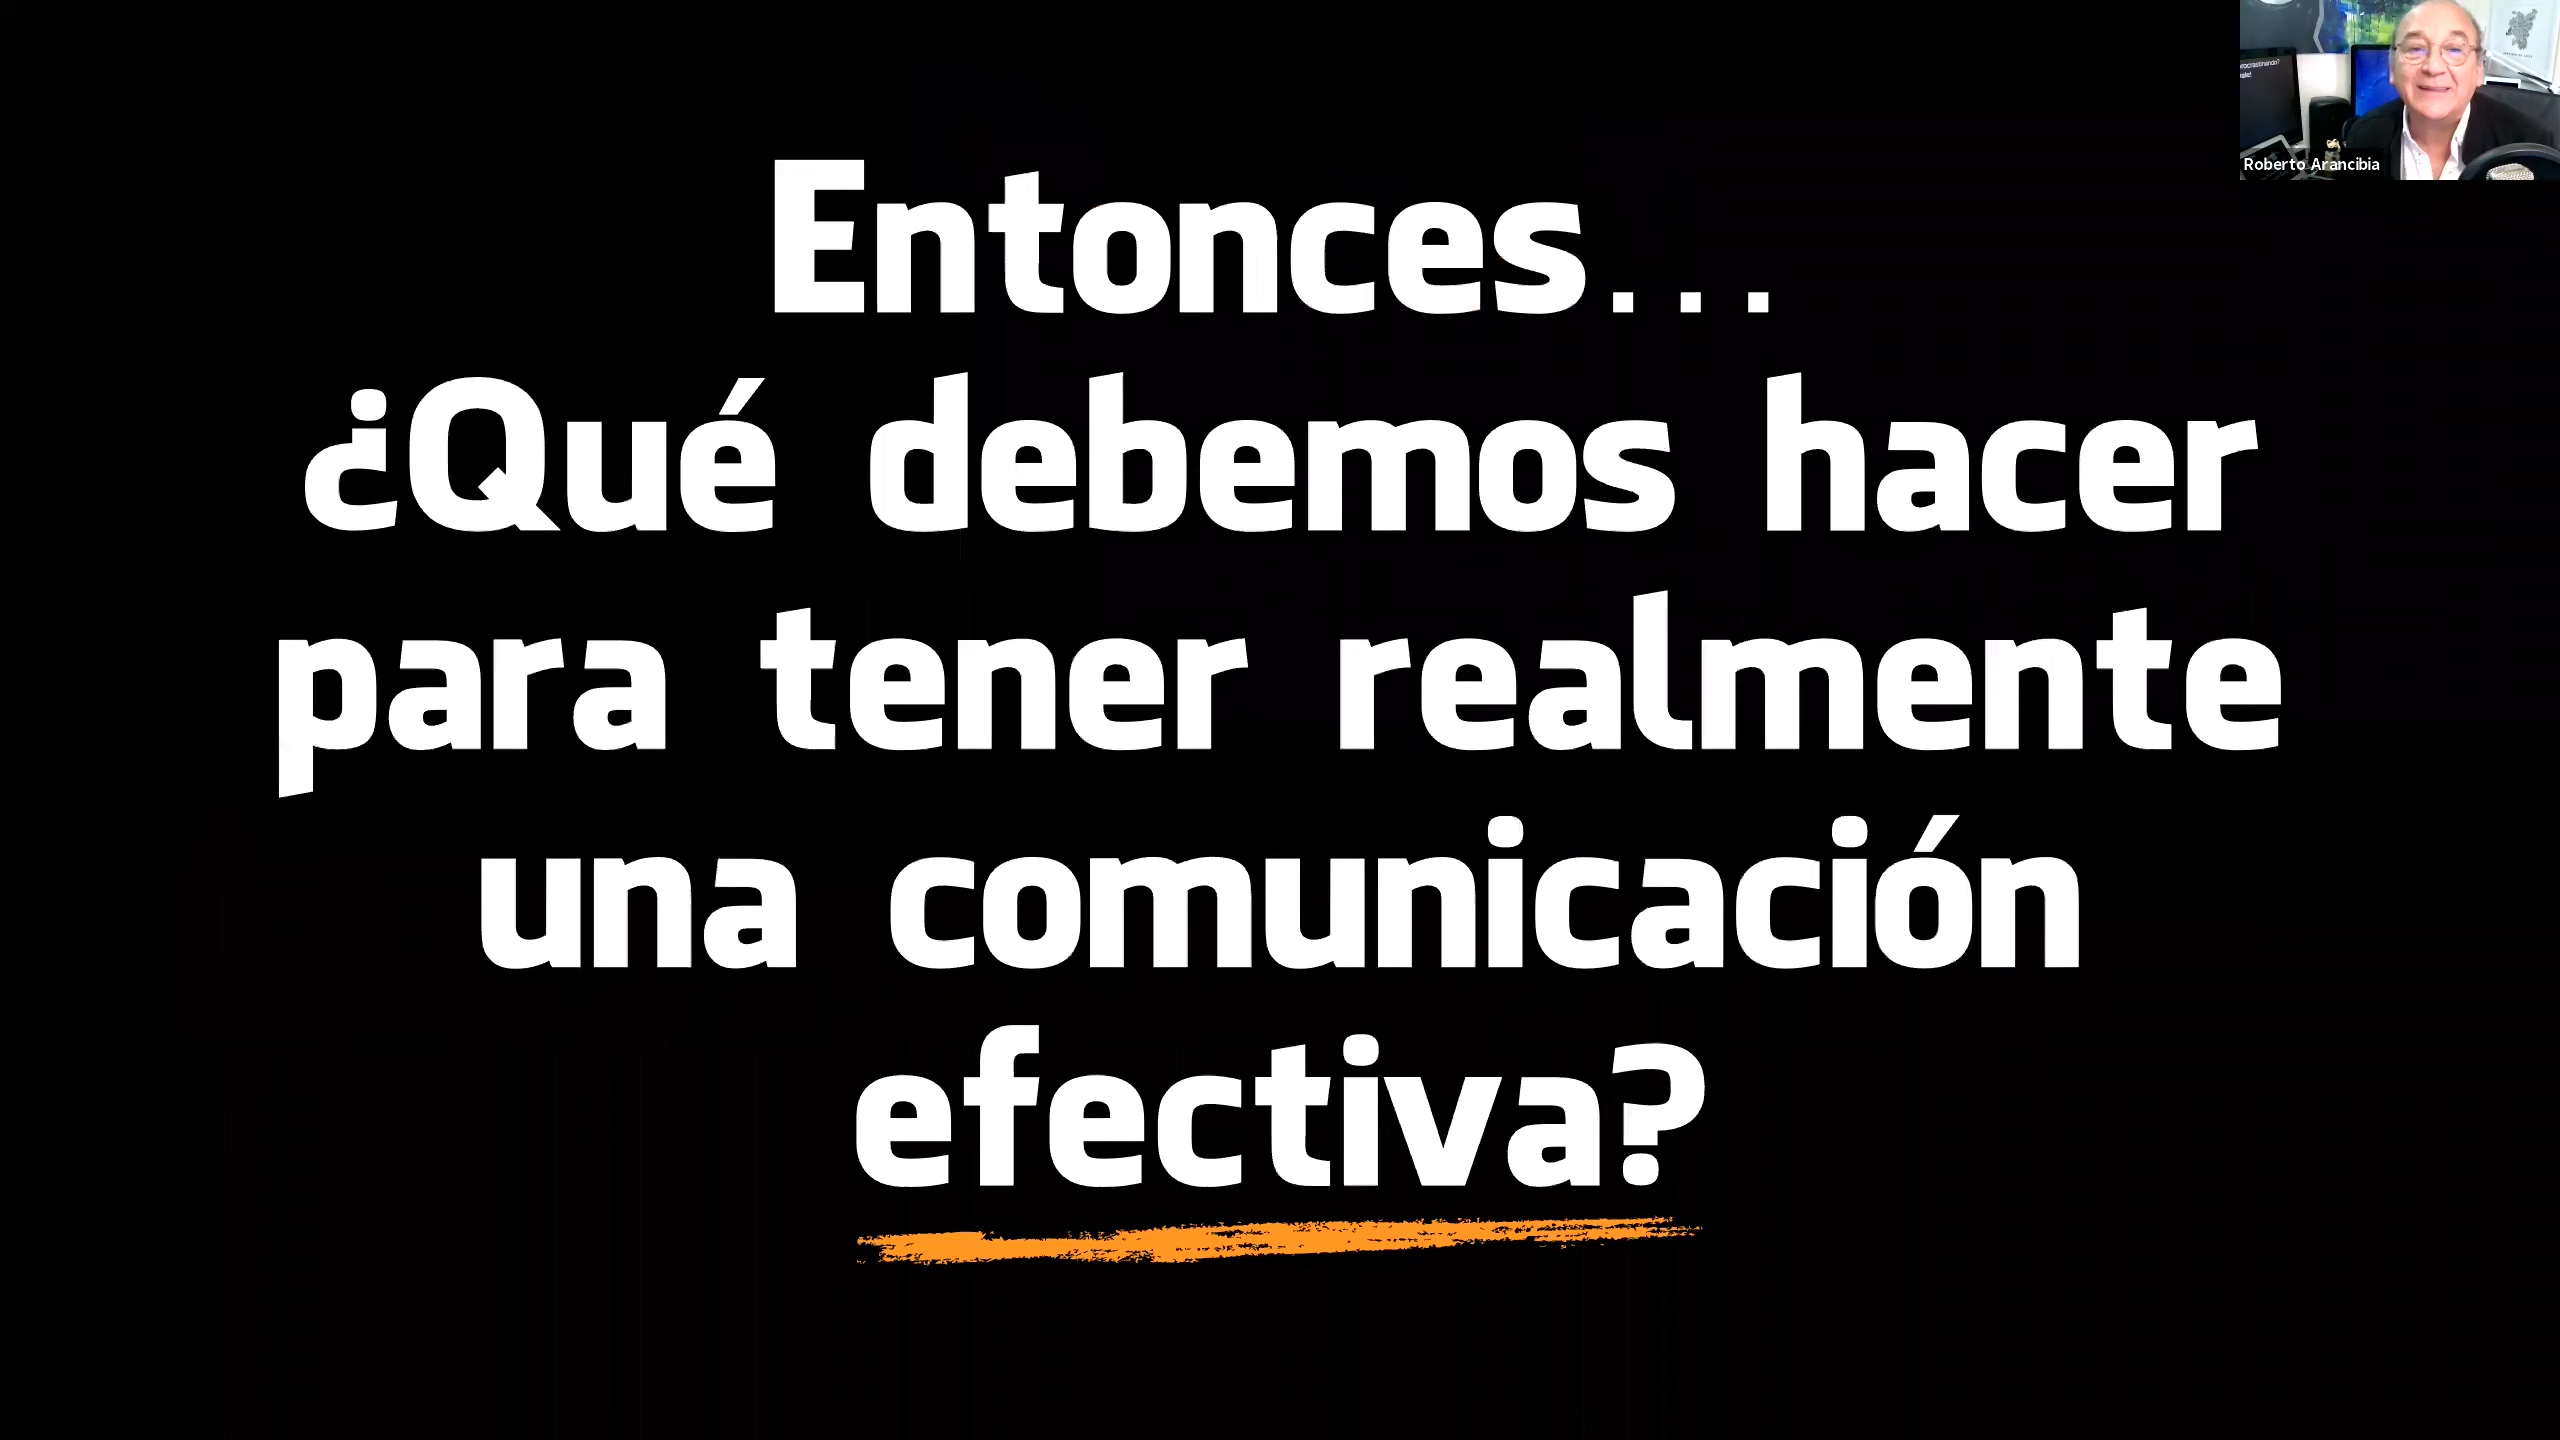 Entonces...
¿Qué debemos hacer
para tener realmente
una comunicación
efectiva?
Roberto Arancibia